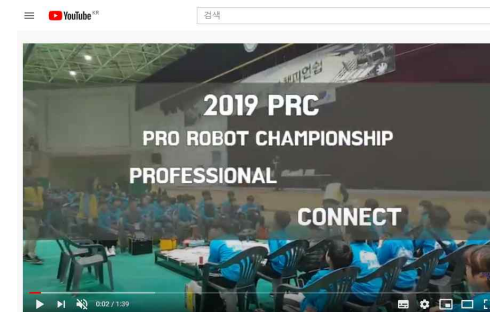 YouTube KR
검색
2019 PRC
PRO ROBOT CHAMPIONSHIP
PROFESSIONAL
CONNECT
0:02 / 1:39